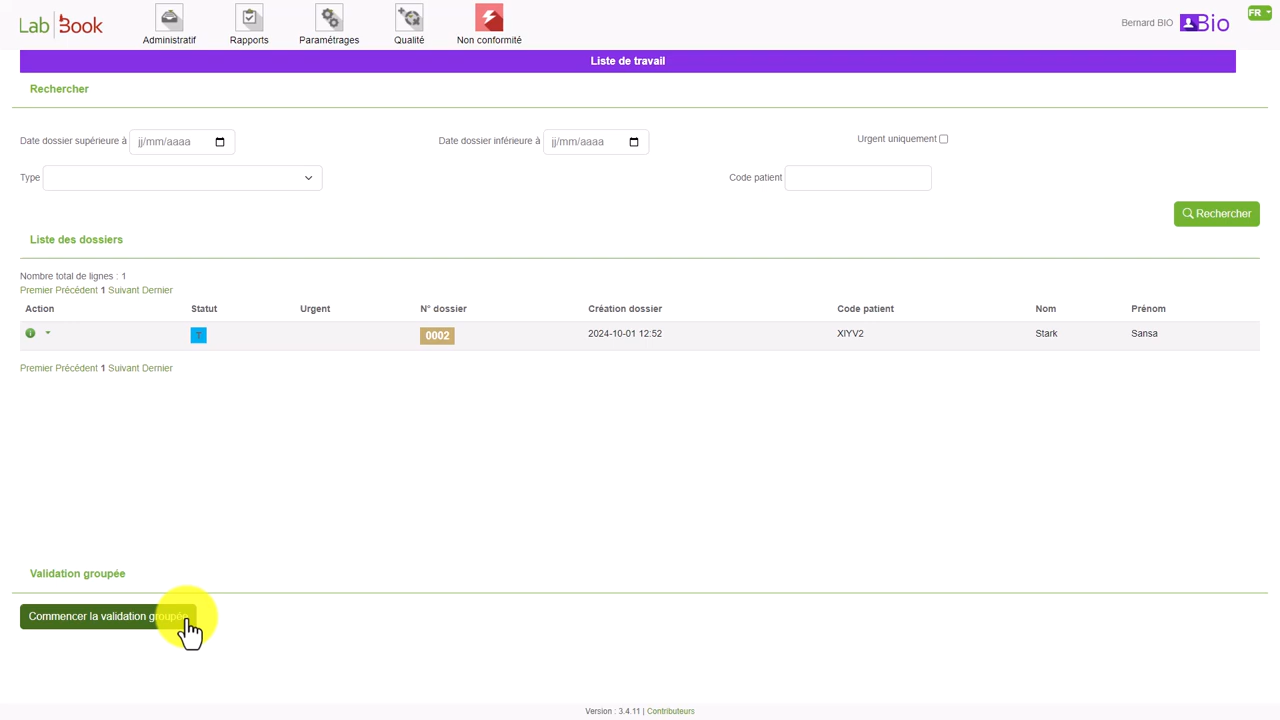 Lab Book
Administratif
Rapports
Paramétrages
Qualité
Non conformité
Bernard BIO
Bio
FR
Liste de travail
Rechercher
Date dossier supérieure à jj/mm/aaaa
Date dossier inférieure à jj/mm/aaaa
Urgent uniquement
Type
Code patient
Rechercher
Liste des dossiers
Nombre total de lignes : 1
Premier Précédent 1 Suivant Dernier
Action Statut Urgent N° dossier Création dossier Code patient Nom Prénom
T 0002 2024-10-01 12:52 XIYV2 Stark Sansa
Premier Précédent 1 Suivant Dernier
Validation groupée
Commencer la validation groupée
Version : 3.4.11 | Contributeurs